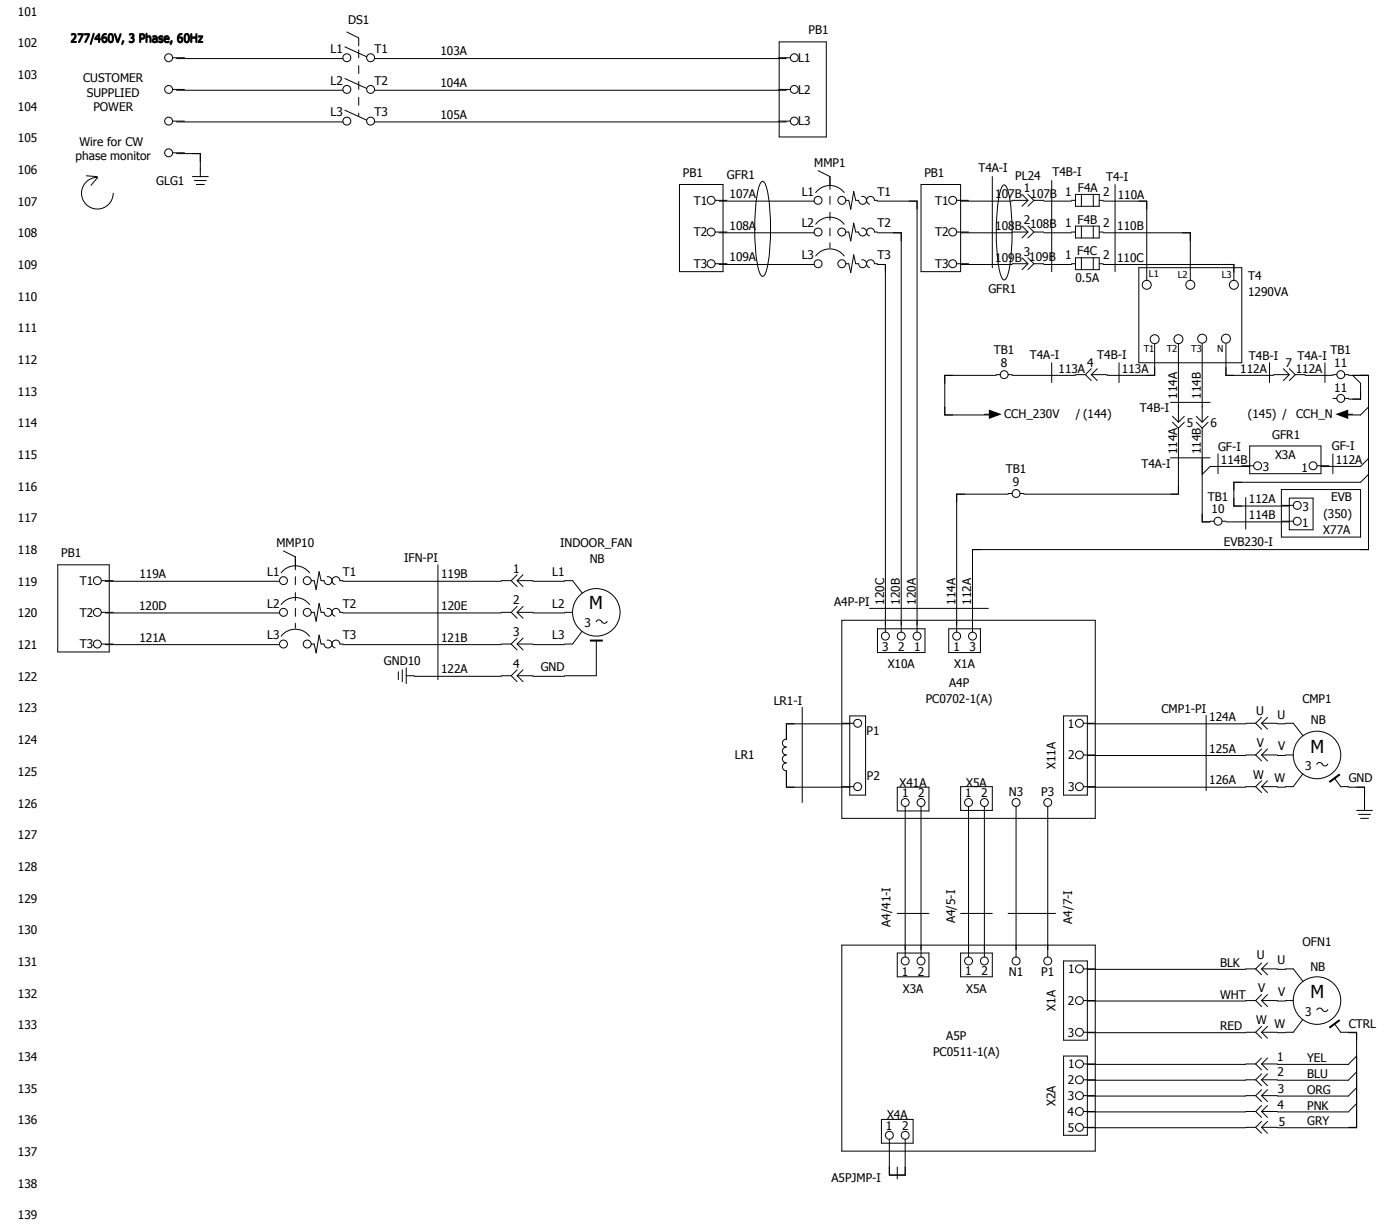 101
DS1
277/460V, 3 Phase, 60Hz
PB1
102
L1 T1 103A L1
103
CUSTOMER
SUPPLIED
POWER
L2 T2 104A L2
104
L3 T3 105A L3
105
Wire for CW
phase monitor
106
GLG1
PB1 GFR1 MMP1 PB1 T4A-I PL24 T4B-I T4-I
107
T1 107A L1 T1 T1 107B 1 107B 1 F4A 2 110A
108
T2 108A L2 T2 T2 108B 2 108B 1 F4B 2 110B
109
T3 109A L3 T3 T3 109B 3 109B 1 F4C 2 110C
0.5A
GFR1
L1 L2 L3 T4
1290VA
110
111
T1 T2 T3 N
112
TB1
8
T4A-I 4 T4B-I
113A 113A
T4B-I 7 T4A-I TB1
11
112A 112A
113
114A 114B
11
CCH_230V / (144)
T4B-I
(145) / CCH_N
114
5 6
114A 114B
GFR1
115
T4A-I
GF-I 114B 3 X3A 1 GF-I 112A
116
TB1
9
TB1
10
112A 3 EVB
117
114B 1 (350)
X77A
EVB230-I
118
PB1 MMP10 IFN-PI INDOOR_FAN
NB
119
T1 119A L1 T1 119B 1 L1
M
3 ~
120
T2 120D L2 T2 120E 2 L2
121
T3 121A L3 T3 121B 3 L3
122
GND10 122A 4 GND
120C 120B 120A 114A 112A
A4P-PI
3 2 1 1 3
X10A X1A
A4P
PC0702-1(A)
123
LR1-I
P1
CMP1
NB
CMP1-PI
1 124A U U
124
LR1
X11A
2 125A V V
M
3 ~
125
P2
3 126A W W GND
126
X41A
1 2
X5A
1 2
N3 P3
127
128
129
A4/41-I A4/5-I A4/7-I
130
131
1 2
X3A
1 2
X5A
N1 P1
OFN1
NB
1 BLK U U
132
X1A
2 WHT V V
M
3 ~
133
3 RED W W CTRL
A5P
PC0511-1(A)
134
1 1 YEL
2 2 BLU
135
X2A
3 3 ORG
136
4 4 PNK
5 5 GRY
X4A
1 2
137
138
A5PJMP-I
139